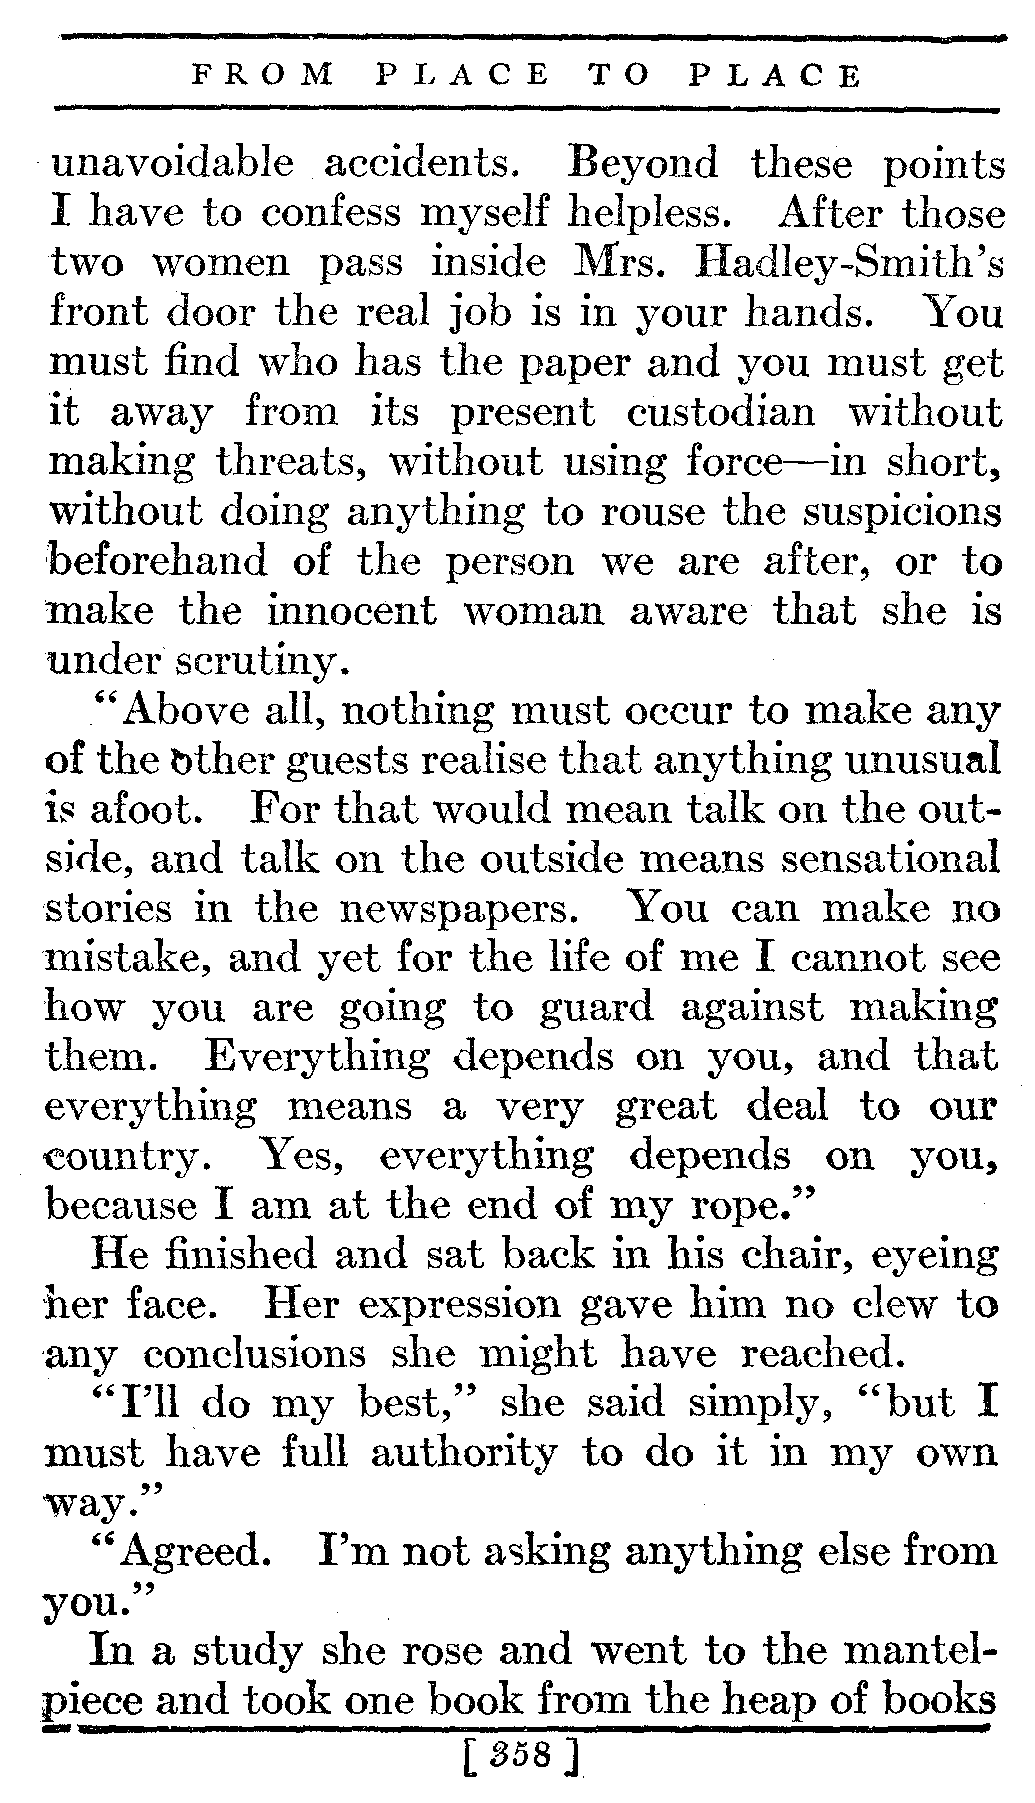 FROM PLACE TO PLACE
unavoidable accidents. Beyond these points
I have to confess myself helpless. After those
two women pass inside Mrs. Hadley-Smith's
front door the real job is in your hands. You
must find who has the paper and you must get
it away from its present custodian without
making threats, without using force—in short,
without doing anything to rouse the suspicions
beforehand of the person we are after, or to
make the innocent woman aware that she is
under scrutiny.
"Above all, nothing must occur to make any
of the other guests realise that anything unusual
is afoot. For that would mean talk on the out-
side, and talk on the outside means sensational
stories in the newspapers. You can make no
mistake, and yet for the life of me I cannot see
how you are going to guard against making
them. Everything depends on you, and that
everything means a very great deal to our
country. Yes, everything depends on you,
because I am at the end of my rope."
He finished and sat back in his chair, eyeing
her face. Her expression gave him no clew to
any conclusions she might have reached.
"I'll do my best," she said simply, "but I
must have full authority to do it in my own
way."
"Agreed. I'm not asking anything else from
you."
In a study she rose and went to the mantel-
piece and took one book from the heap of books
[ 358 ]